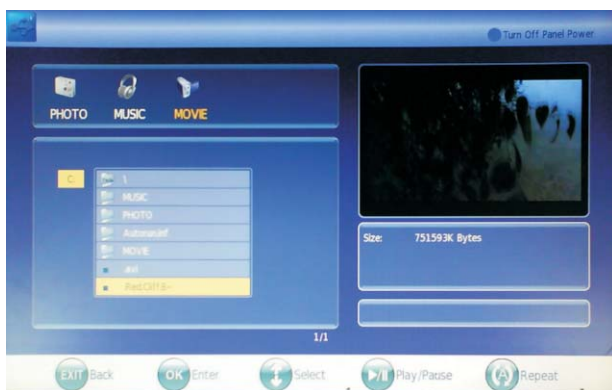 Turn Off Panel Power
PHOTO MUSIC MOVIE
C:
\
MUSIC
PHOTO
Autorun.inf
MOVIE
.avi
Size: 751593K Bytes
1/1
EXIT Back OK Enter Select Play/Pause Repeat